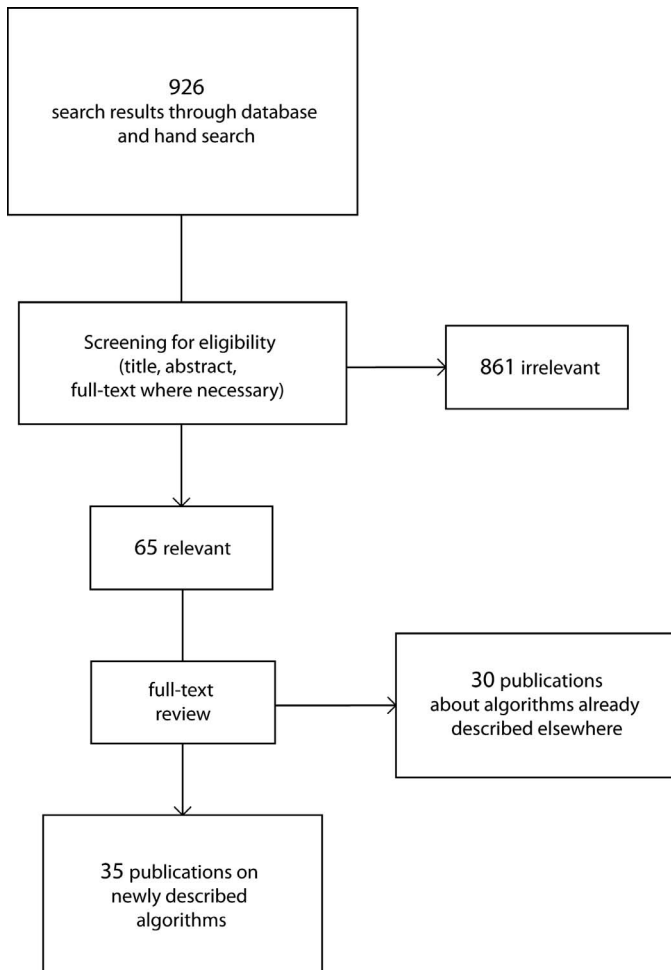 926
search results through database
and hand search
Screening for eligibility
(title, abstract,
full-text where necessary)
861 irrelevant
65 relevant
full-text
review
30 publications
about algorithms already
described elsewhere
35 publications on
newly described
algorithms